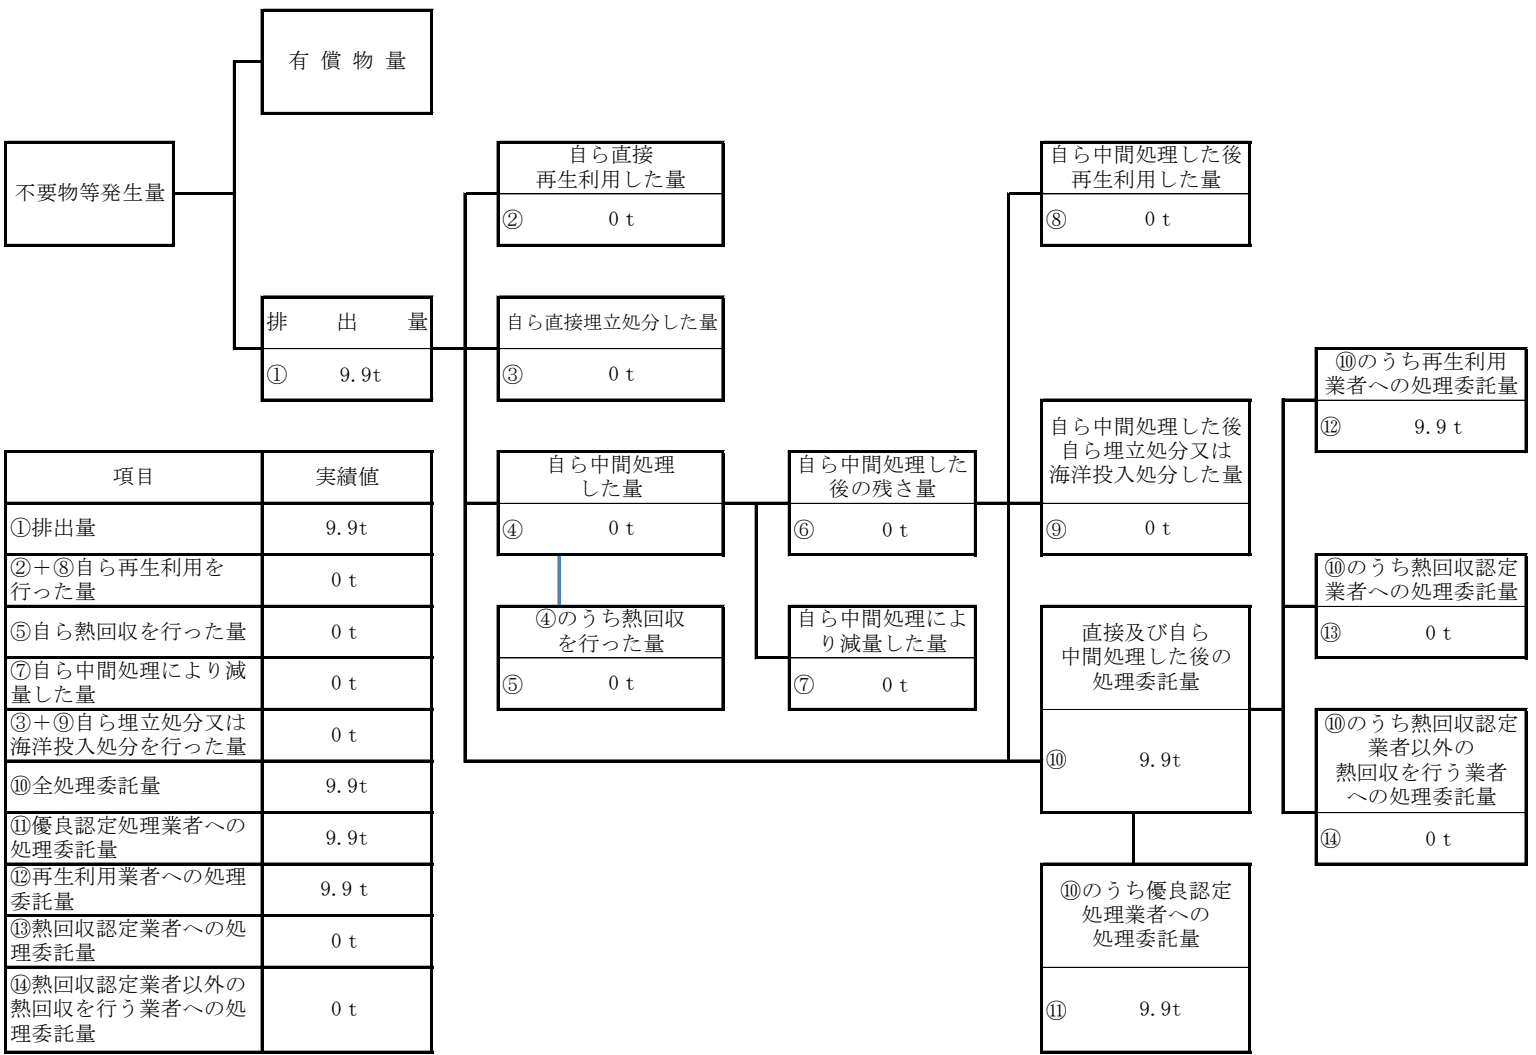 有償物量
不要物等発生量
自ら直接
再生利用した量
② 0 t
自ら中間処理した後
再生利用した量
⑧ 0 t
排出量
① 9.9t
自ら直接埋立処分した量
③ 0 t
⑩のうち再生利用
業者への処理委託量
⑫ 9.9 t
自ら中間処理した後
自ら埋立処分又は
海洋投入処分した量
⑨ 0 t
自ら中間処理
した量
④ 0 t
自ら中間処理した
後の残さ量
⑥ 0 t
⑩のうち熱回収認定
業者への処理委託量
⑬ 0 t
④のうち熱回収
を行った量
⑤ 0 t
自ら中間処理によ
り減量した量
⑦ 0 t
直接及び自ら
中間処理した後の
処理委託量
⑩ 9.9t
⑩のうち熱回収認定
業者以外の
熱回収を行う業者
への処理委託量
⑭ 0 t
⑩のうち優良認定
処理業者への
処理委託量
⑪ 9.9t
項目 実績値
①排出量 9.9t
②+⑧自ら再生利用を
行った量 0 t
⑤自ら熱回収を行った量 0 t
⑦自ら中間処理により減
量した量 0 t
③+⑨自ら埋立処分又は
海洋投入処分を行った量 0 t
⑩全処理委託量 9.9t
⑪優良認定処理業者への
処理委託量 9.9t
⑫再生利用業者への処理
委託量 9.9 t
⑬熱回収認定業者への処
理委託量 0 t
⑭熱回収認定業者以外の
熱回収を行う業者への処
理委託量 0 t